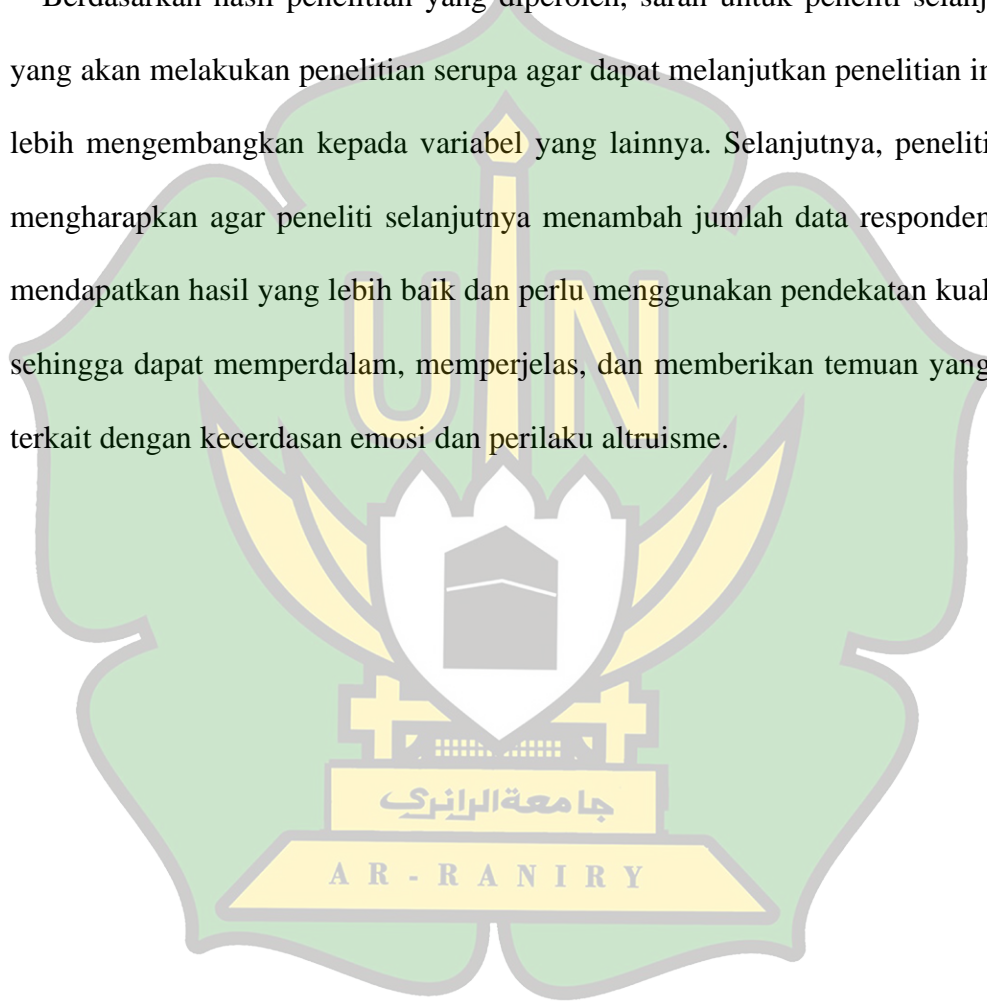 Berdasarkan hasil penelitian yang diperoleh, saran untuk peneliti selanj
yang akan melakukan penelitian serupa agar dapat melanjutkan penelitian in
lebih mengembangkan kepada variabel yang lainnya. Selanjutnya, peneliti
mengharapkan agar peneliti selanjutnya menambah jumlah data responden
mendapatkan hasil yang lebih baik dan perlu menggunakan pendekatan kual
sehingga dapat memperdalam, memperjelas, dan memberikan temuan yang
terkait dengan kecerdasan emosi dan perilaku altruisme.
UIN
جامعةالرانري
AR-RANIRY